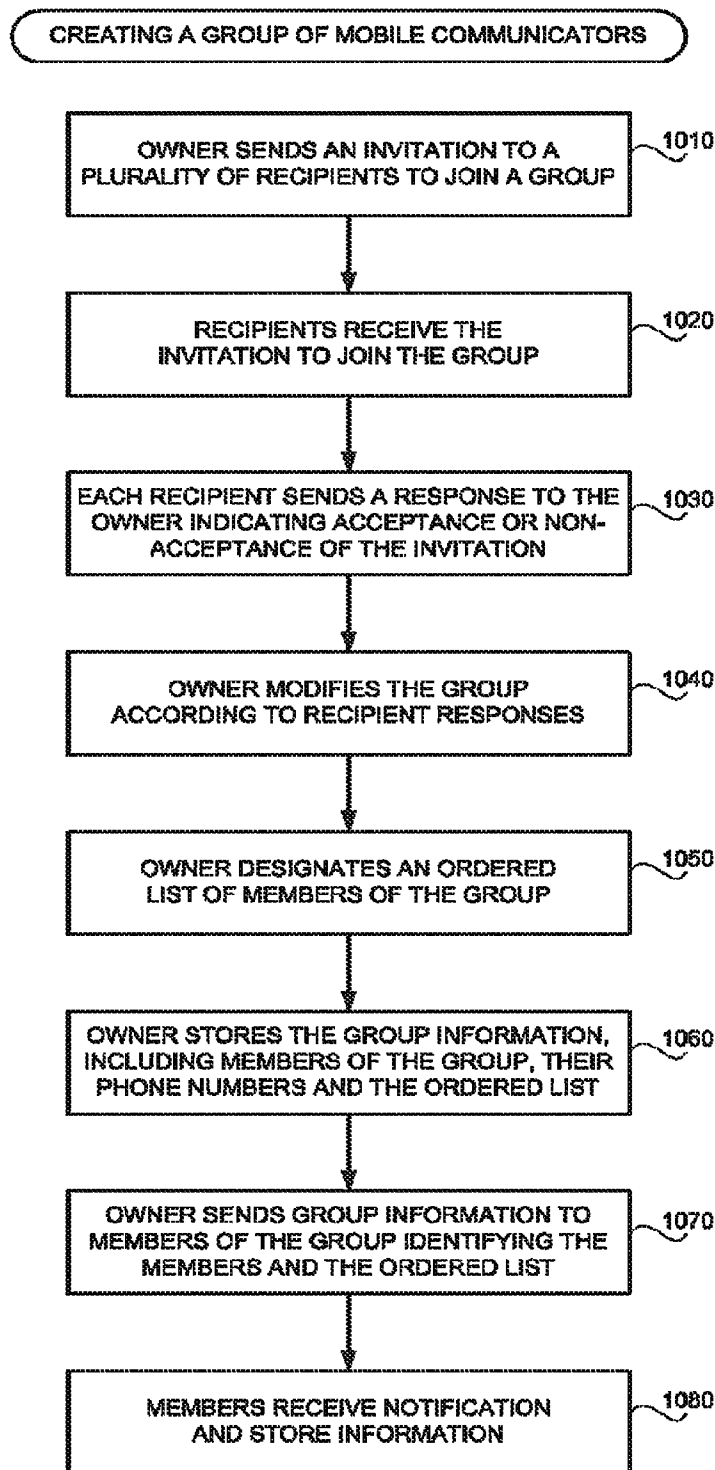 CREATING A GROUP OF MOBILE COMMUNICATORS
1010
OWNER SENDS AN INVITATION TO A
PLURALITY OF RECIPIENTS TO JOIN A GROUP
1020
RECIPIENTS RECEIVE THE
INVITATION TO JOIN THE GROUP
1030
EACH RECIPIENT SENDS A RESPONSE TO THE
OWNER INDICATING ACCEPTANCE OR NON-
ACCEPTANCE OF THE INVITATION
1040
OWNER MODIFIES THE GROUP
ACCORDING TO RECIPIENT RESPONSES
1050
OWNER DESIGNATES AN ORDERED
LIST OF MEMBERS OF THE GROUP
1060
OWNER STORES THE GROUP INFORMATION,
INCLUDING MEMBERS OF THE GROUP, THEIR
PHONE NUMBERS AND THE ORDERED LIST
1070
OWNER SENDS GROUP INFORMATION TO
MEMBERS OF THE GROUP IDENTIFYING THE
MEMBERS AND THE ORDERED LIST
1080
MEMBERS RECEIVE NOTIFICATION
AND STORE INFORMATION